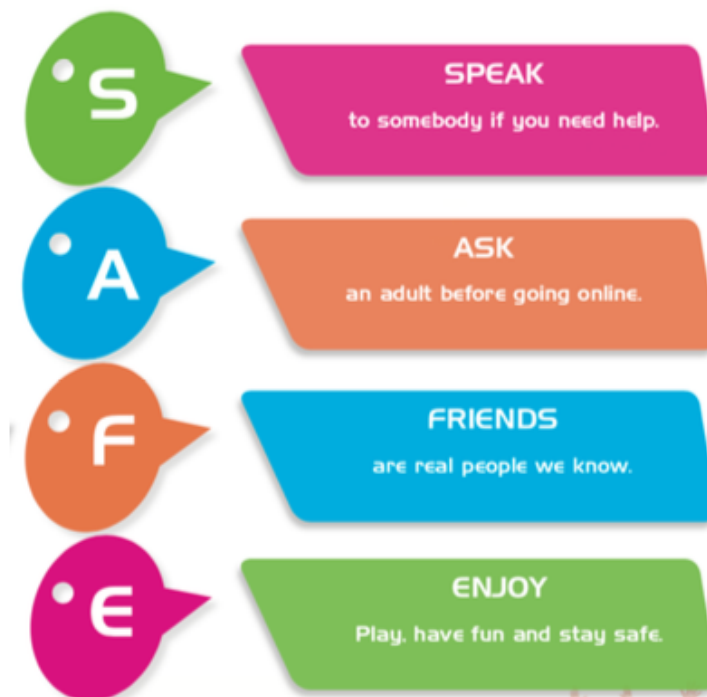 S
SPEAK
to somebody if you need help.
A
ASK
an adult before going online.
F
FRIENDS
are real people we know.
E
ENJOY
Play. have fun and stay safe.